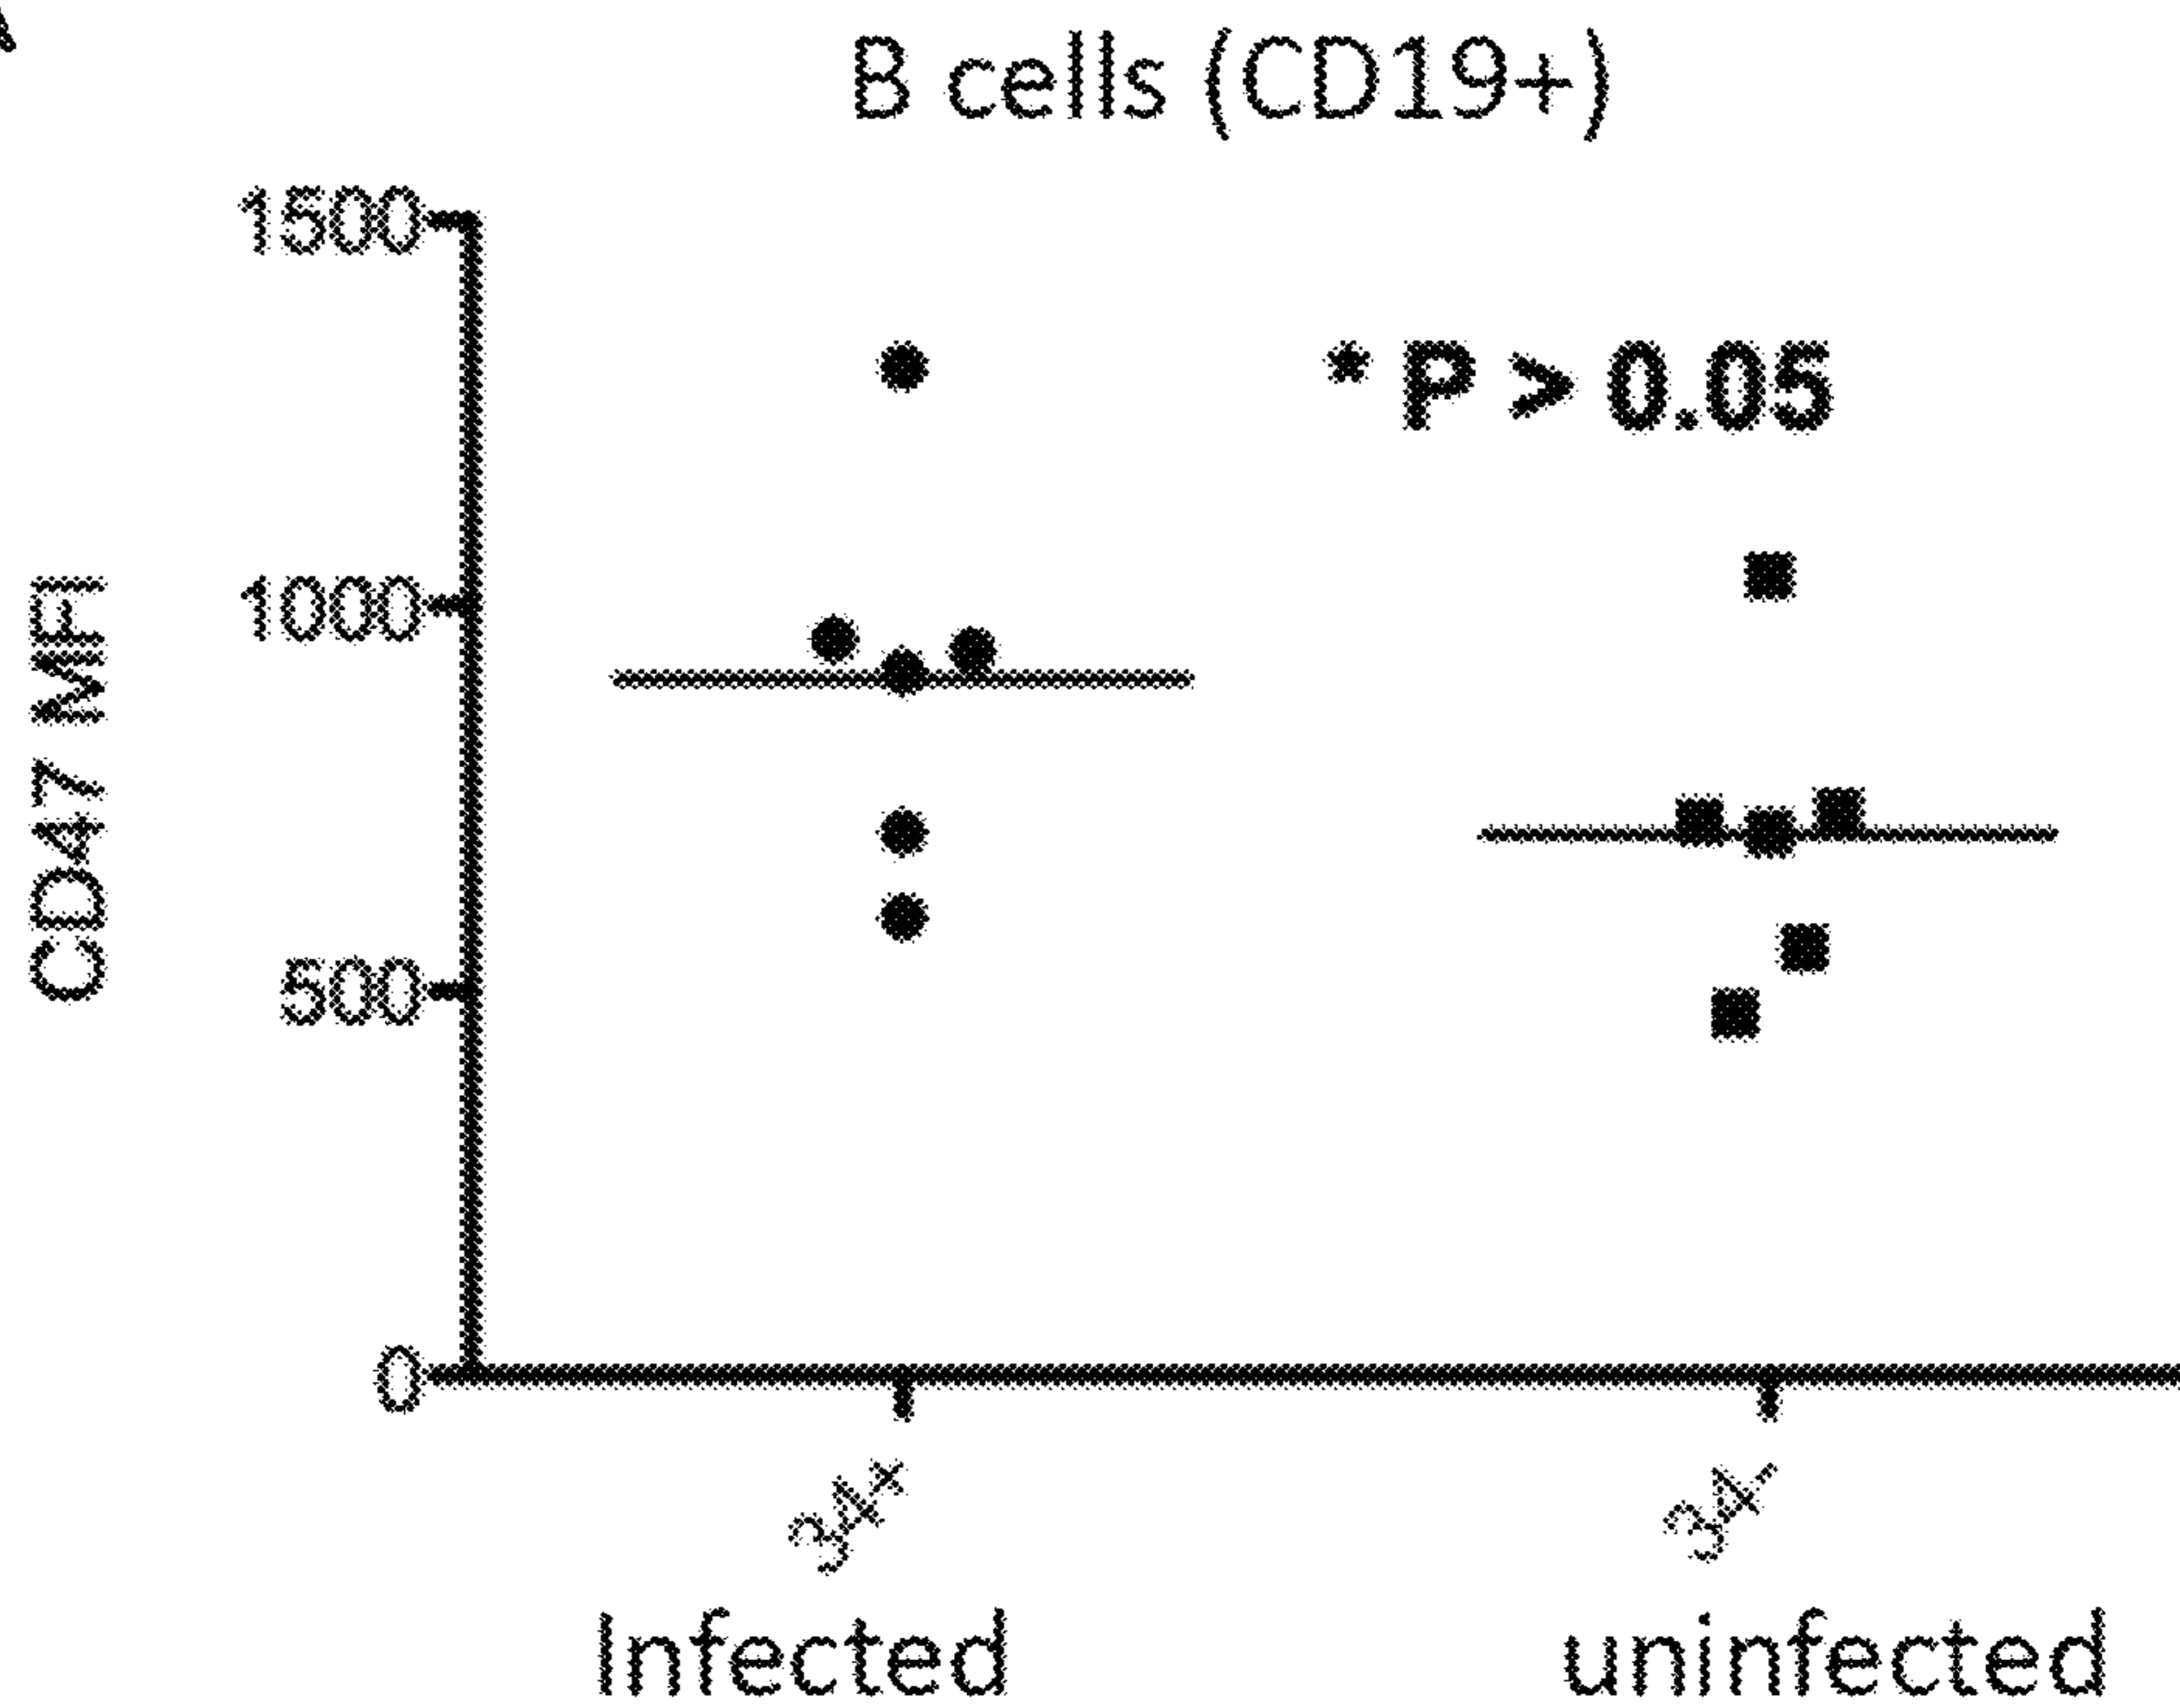 B cells (CD19+)
1500
* P > 0.05
1000
CD47 MFI
500
0
34+
34-
Infected
uninfected